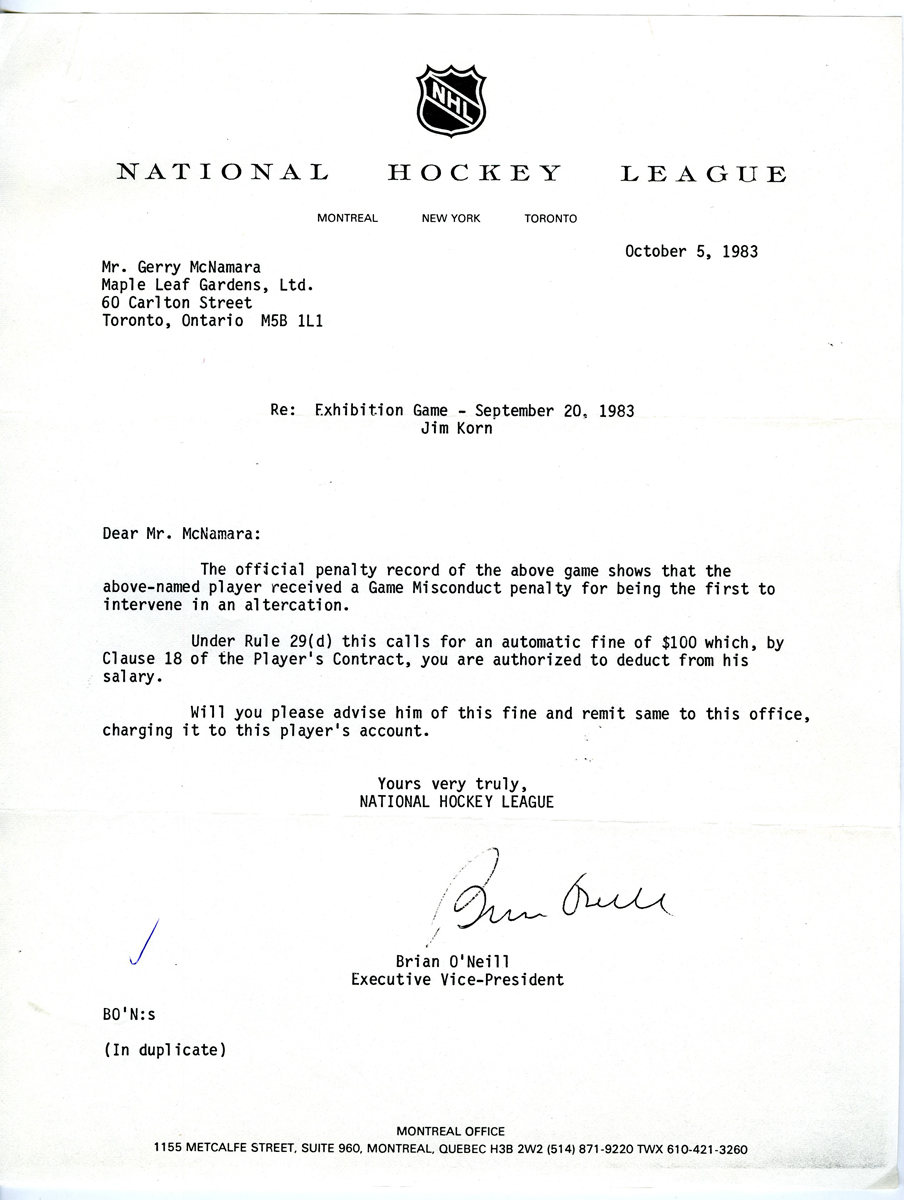 NHL
NATIONAL HOCKEY LEAGUE
MONTREAL NEW YORK TORONTO
October 5, 1983
Mr. Gerry McNamara
Maple Leaf Gardens, Ltd.
60 Carlton Street
Toronto, Ontario M5B 1L1
Re: Exhibition Game - September 20, 1983
Jim Korn
Dear Mr. McNamara:
The official penalty record of the above game shows that the
above-named player received a Game Misconduct penalty for being the first to
intervene in an altercation.
Under Rule 29(d) this calls for an automatic fine of $100 which, by
Clause 18 of the Player's Contract, you are authorized to deduct from his
salary.
Will you please advise him of this fine and remit same to this office,
charging it to this player's account.
Yours very truly,
NATIONAL HOCKEY LEAGUE
Brian O'Neill
Brian O'Neill
Executive Vice-President
BO'N:s
(In duplicate)
MONTREAL OFFICE
1155 METCALFE STREET, SUITE 960, MONTREAL, QUEBEC H3B 2W2 (514) 871-9220 TWX 610-421-3260